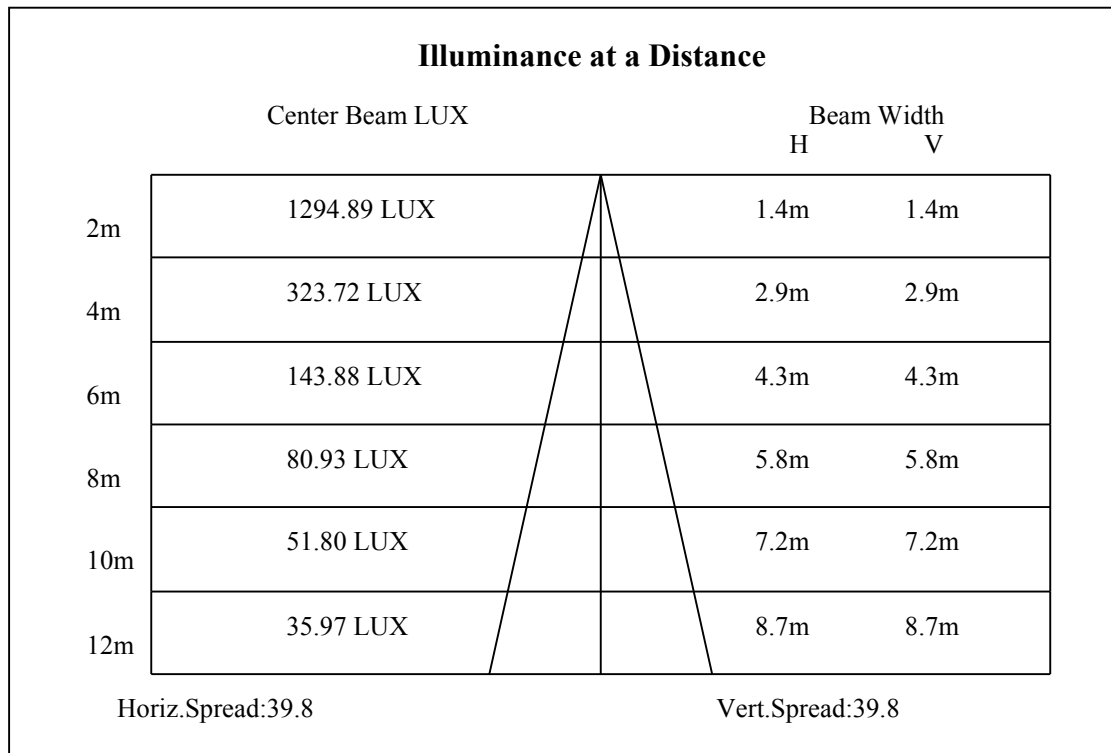 Illuminance at a Distance
Center Beam LUX Beam Width
H V
2m 1294.89 LUX 1.4m 1.4m
4m 323.72 LUX 2.9m 2.9m
6m 143.88 LUX 4.3m 4.3m
8m 80.93 LUX 5.8m 5.8m
10m 51.80 LUX 7.2m 7.2m
12m 35.97 LUX 8.7m 8.7m
Horiz.Spread:39.8 Vert.Spread:39.8